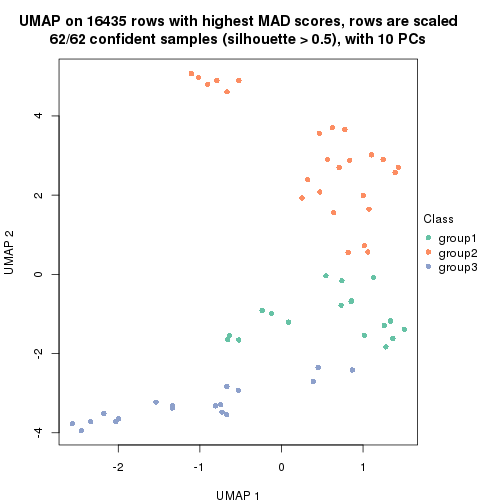 UMAP on 16435 rows with highest MAD scores, rows are scaled
62/62 confident samples (silhouette > 0.5), with 10 PCs
4
2
0
-2
-4
UMAP 2
-2
-1
0
1
UMAP 1
Class
group1
group2
group3